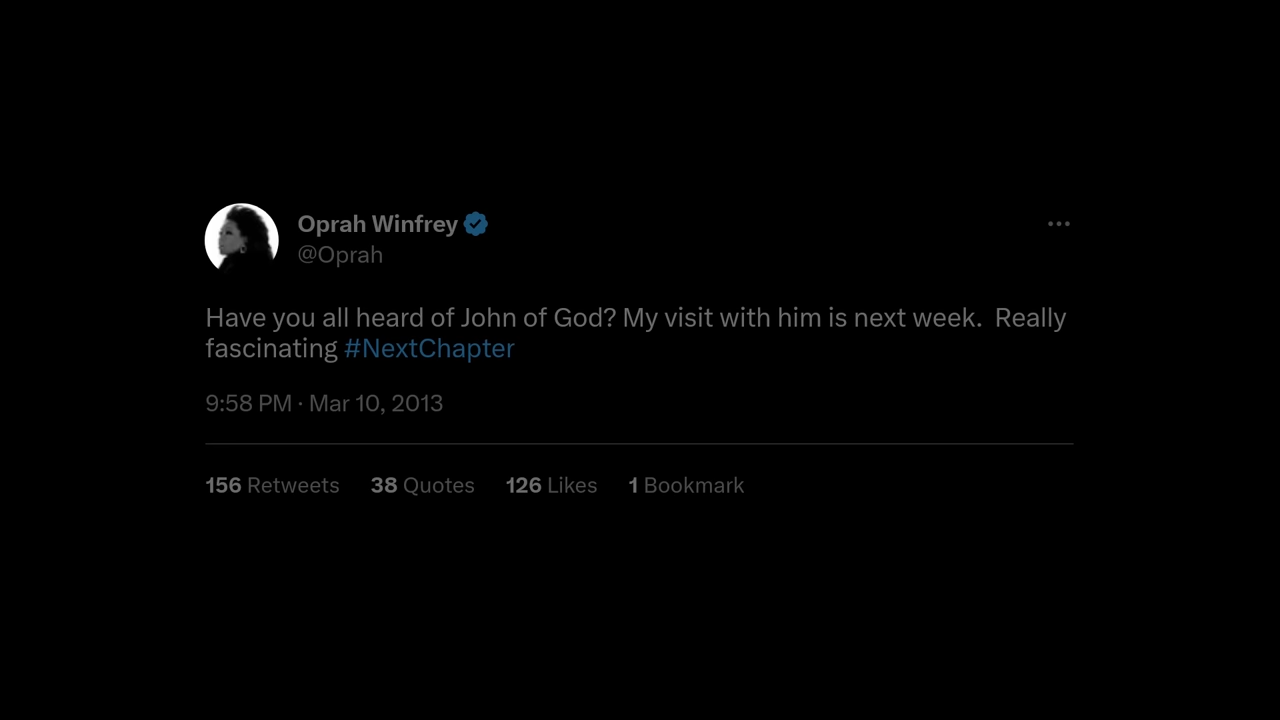 Oprah Winfrey
@Oprah
Have you all heard of John of God? My visit with him is next week.  Really
fascinating #NextChapter
9:58 PM · Mar 10, 2013
156 Retweets 38 Quotes 126 Likes 1 Bookmark